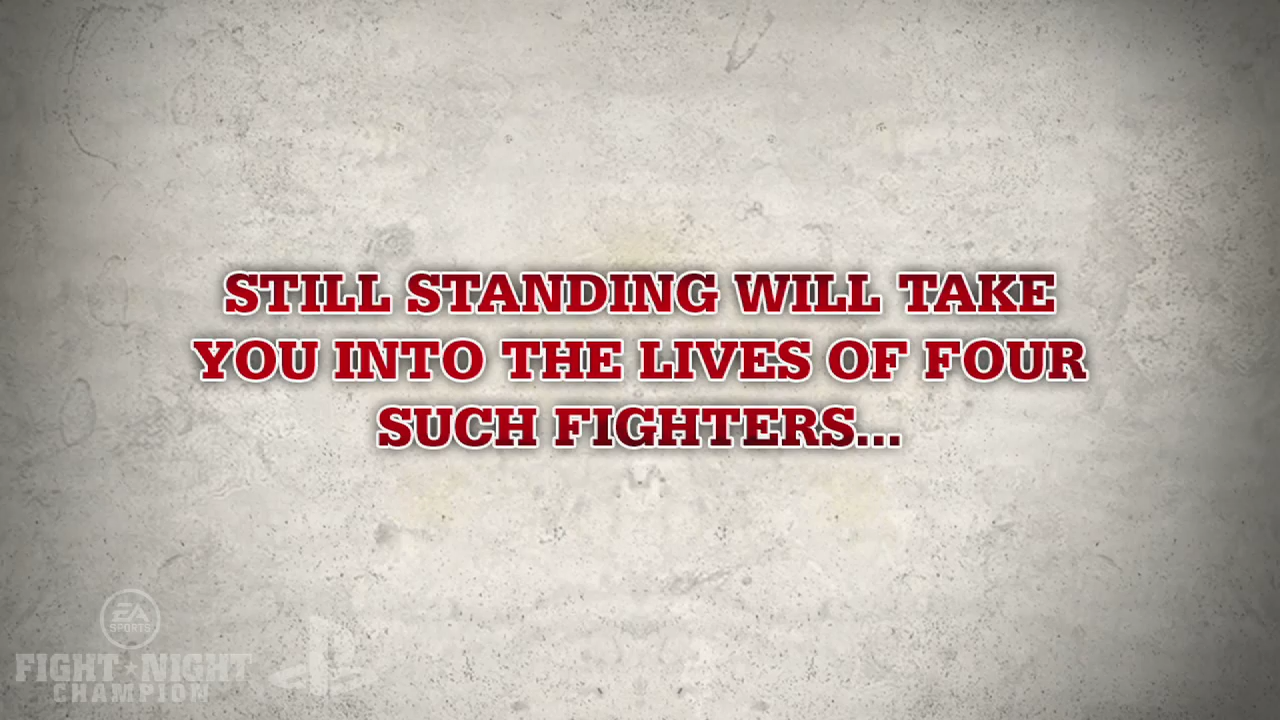 STILL STANDING WILL TAKE
YOU INTO THE LIVES OF FOUR
SUCH FIGHTERS...
EA
SPORTS
FIGHT★NIGHT
CHAMPION